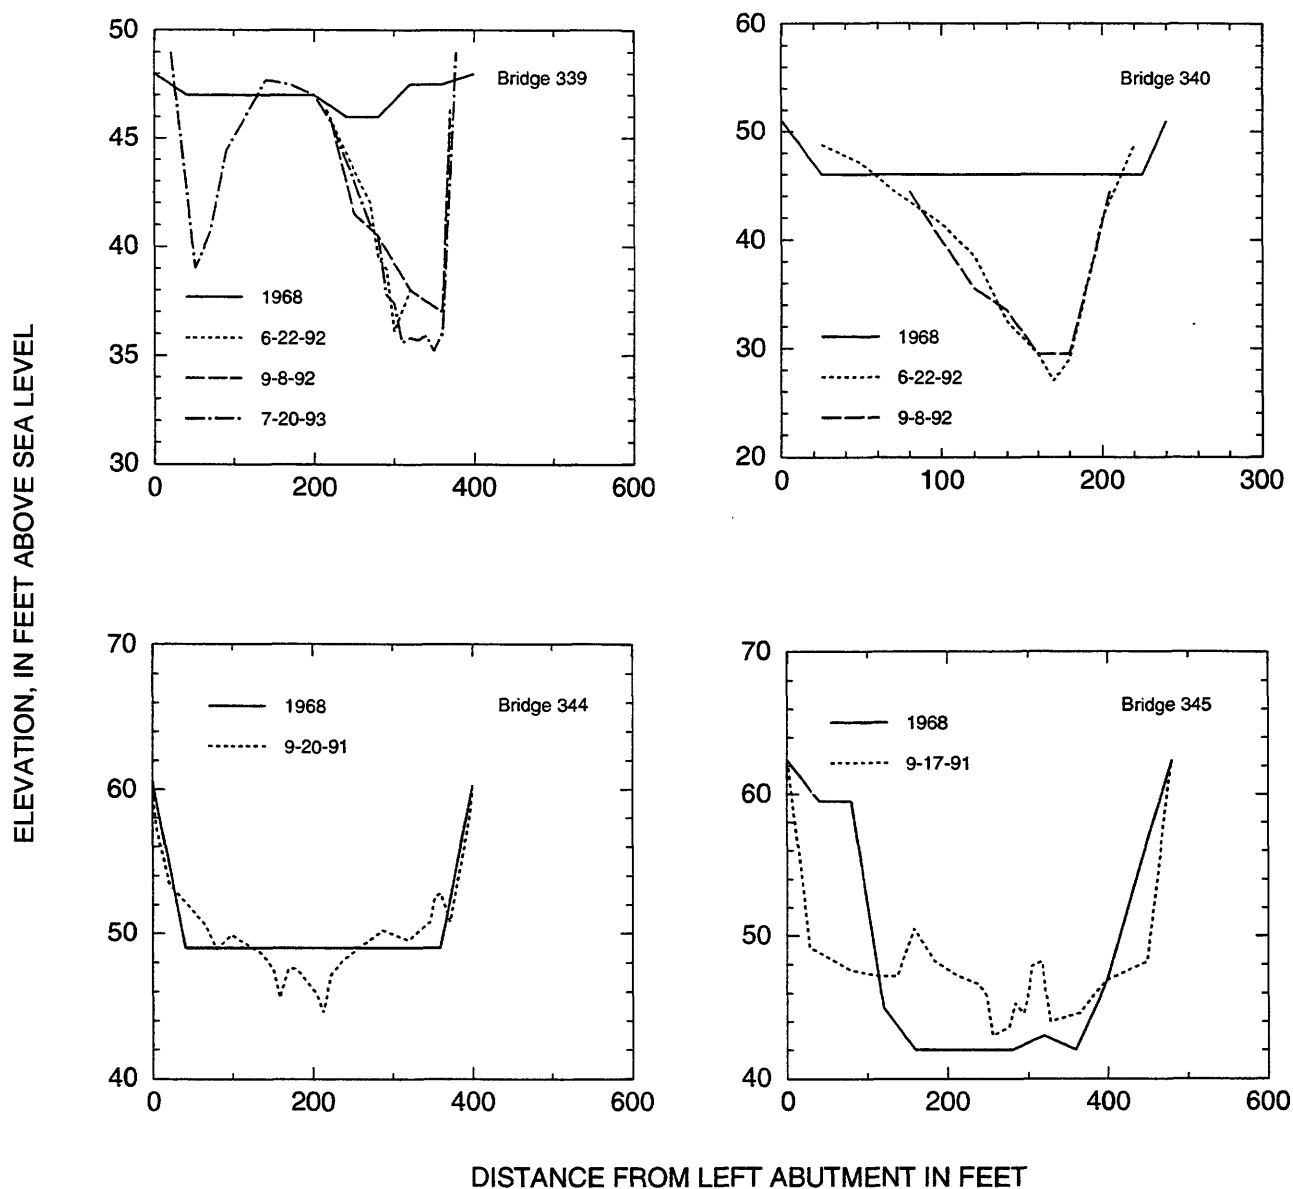 ELEVATION, IN FEET ABOVE SEA LEVEL
50
45
40
35
30
0 200 400 600
Bridge 339
1968
6-22-92
9-8-92
7-20-93
60
50
40
30
20
0 100 200 300
Bridge 340
1968
6-22-92
9-8-92
70
60
50
40
0 200 400 600
Bridge 344
1968
9-20-91
70
60
50
40
0 200 400 600
Bridge 345
1968
9-17-91
DISTANCE FROM LEFT ABUTMENT IN FEET